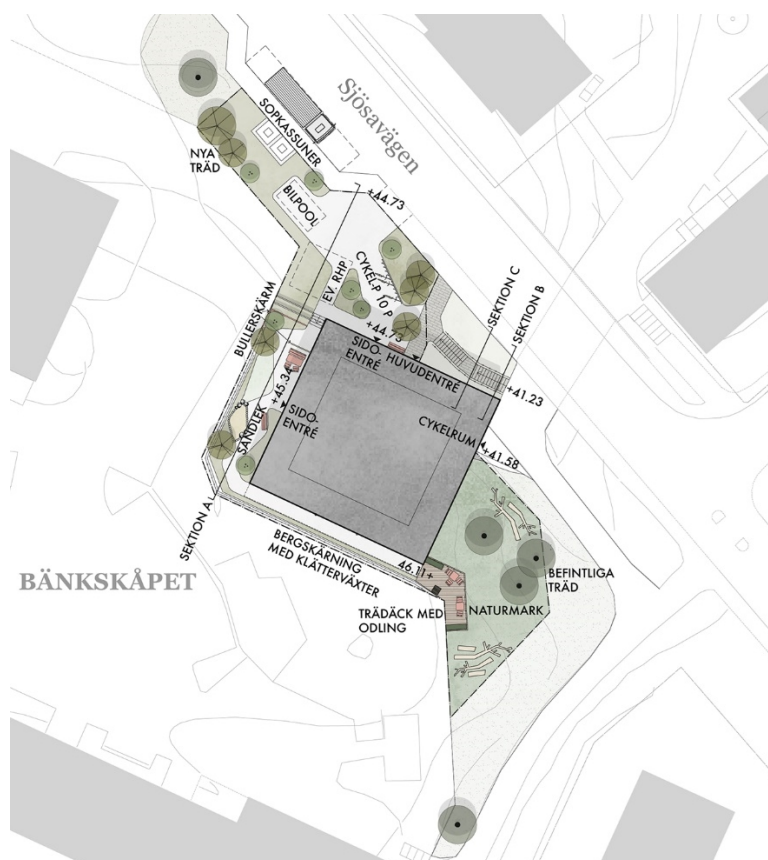 Sjösavägen
SOPKASSUNER
NYA
TRÄD
BILPOOL
+44.73
EV. RHP
CYKEL-P 10 P
SEKTION C
SEKTION B
BULLERSKÄRM
+44.73
SIDO-
ENTRÉ
HUVUDENTRÉ
+45.34
+41.23
SANDLEK
SIDO-
ENTRÉ
CYKELRUM
+41.58
SEKTION A
BERGSKÄRNING
MED KLÄTTERVÄXTER
46.11+
BÄNKSKÅPET
BEFINTLIGA
TRÄD
TRÄDÄCK MED
ODLING
NATURMARK